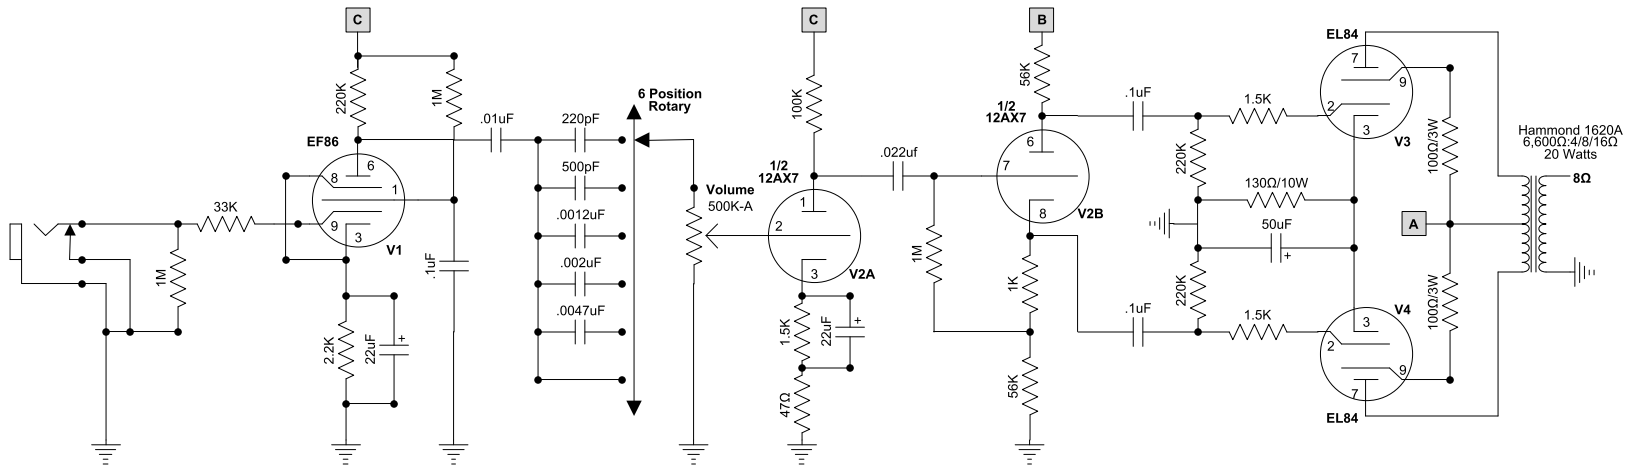 C
220K
1M
EF86
8
6
1
9
3
V1
33K
1M
2.2K
22uF
+
.1uF
.01uF
6 Position
Rotary
220pF
500pF
.0012uF
.002uF
.0047uF
Volume
500K-A
C
100K
1/2
12AX7
1
2
3
V2A
1.5K
22uF
+
47Ω
.022uf
1M
B
56K
1/2
12AX7
6
7
8
V2B
1K
56K
.1uF
.1uF
220K
220K
1.5K
1.5K
130Ω/10W
50uF
+
EL84
7
9
2
3
V3
V4
3
2
9
7
EL84
100Ω/3W
100Ω/3W
A
Hammond 1620A
6,600Ω:4/8/16Ω
20 Watts
8Ω